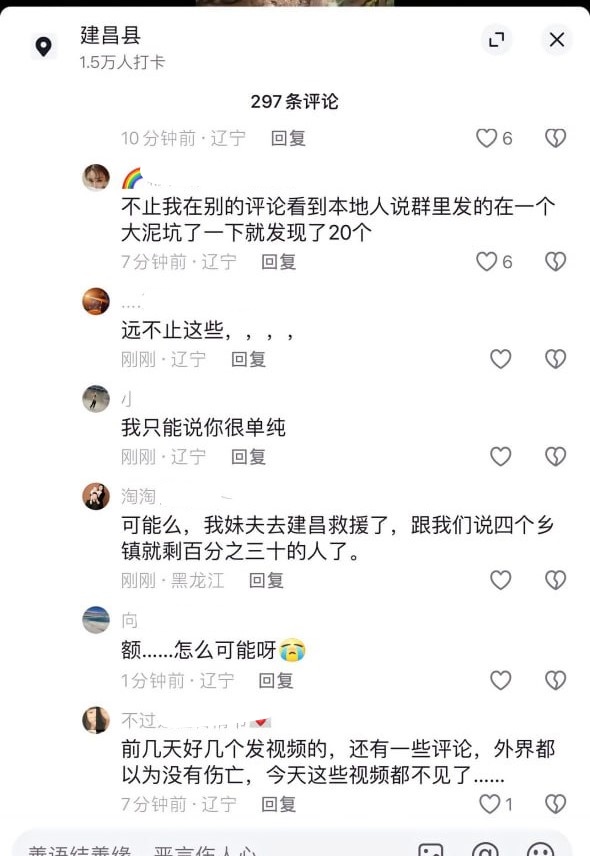 建昌县
1.5万人打卡
297条评论
10分钟前·辽宁 回复 6
不止我在别的评论看到本地人说群里发的在一个
大泥坑了一下就发现了20个
7分钟前·辽宁 回复 6
....
远不止这些，，，，
刚刚·辽宁 回复
小
我只能说你很单纯
刚刚·辽宁 回复
淘淘
可能么，我妹夫去建昌救援了，跟我们说四个乡
镇就剩百分之三十的人了。
刚刚·黑龙江 回复
向
额......怎么可能呀😭
1分钟前·辽宁 回复
不过
前几天好几个发视频的，还有一些评论，外界都
以为没有伤亡，今天这些视频都不见了......
7分钟前·辽宁 回复 1
善语结善缘，恶言伤人心